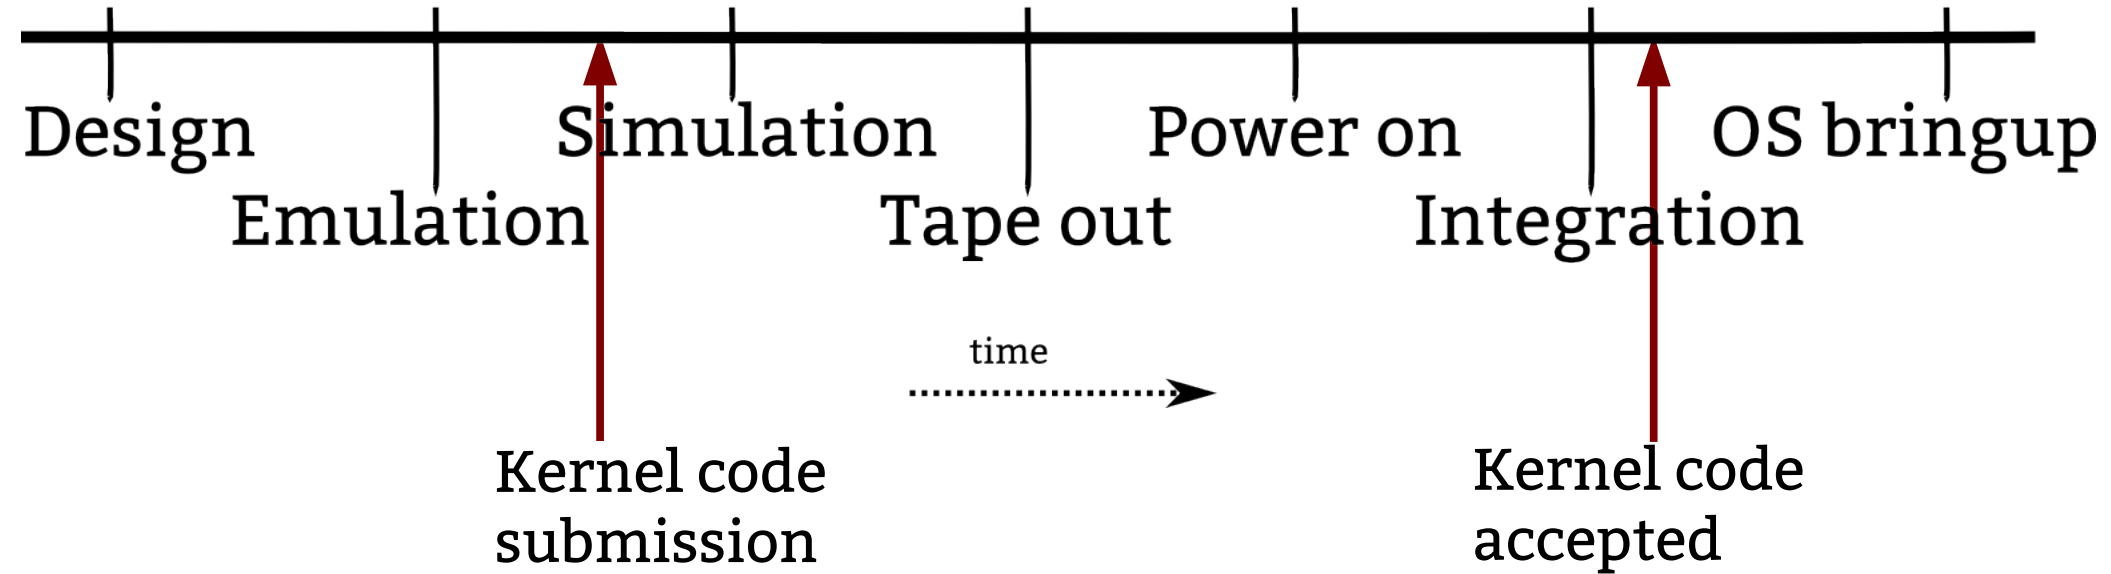 Design
Simulation
Power on
OS bringup
Emulation
Tape out
Integration
time
Kernel code
submission
Kernel code
accepted